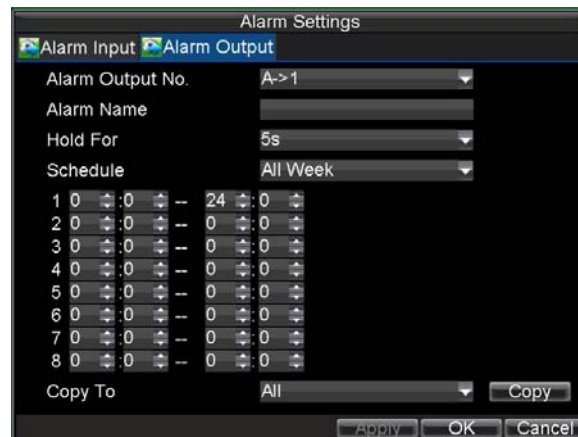 Alarm Settings
Alarm Input Alarm Output
Alarm Output No. A->1
Alarm Name
Hold For 5s
Schedule All Week
1 0 :0 -- 24 :0
2 0 :0 -- 0 :0
3 0 :0 -- 0 :0
4 0 :0 -- 0 :0
5 0 :0 -- 0 :0
6 0 :0 -- 0 :0
7 0 :0 -- 0 :0
8 0 :0 -- 0 :0
Copy To All Copy
Apply OK Cancel